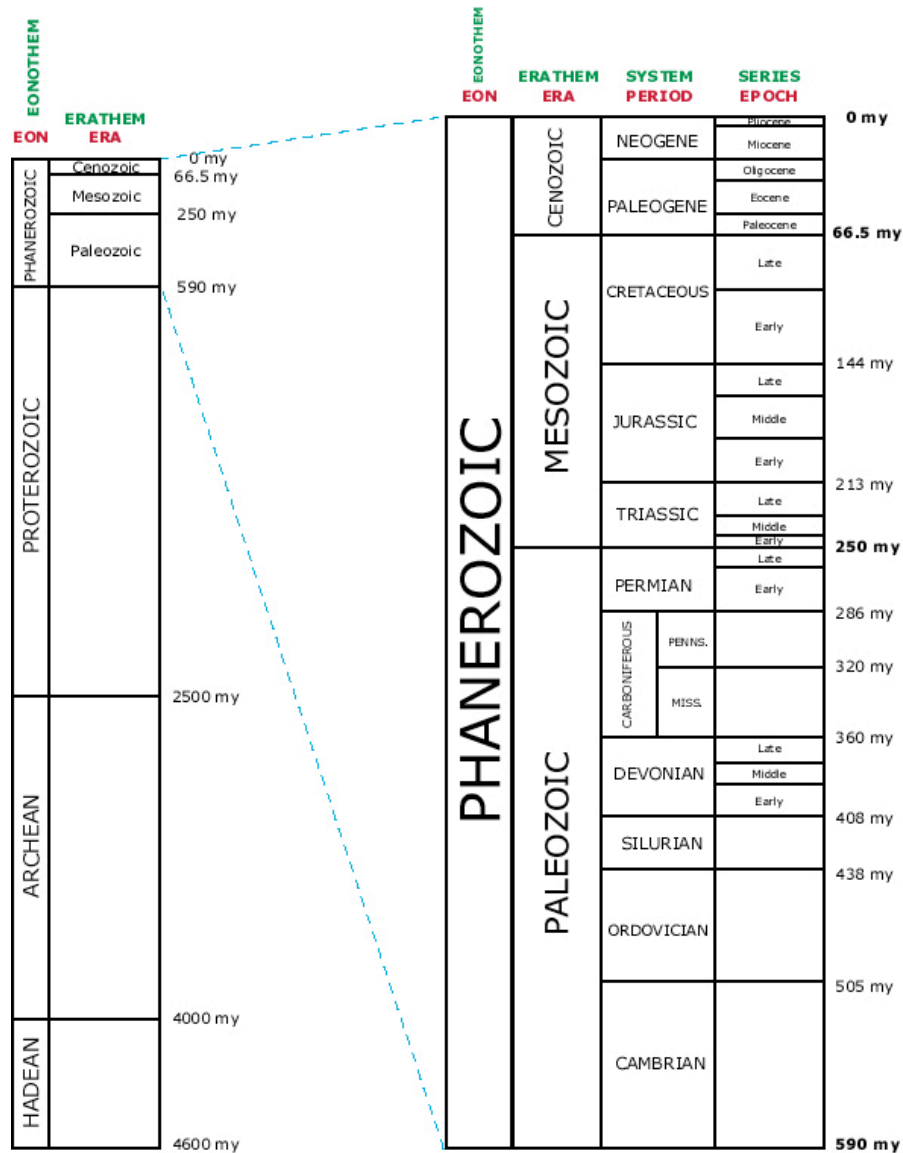 EONOTHEM
EON
ERATHEM
ERA
PHANEROZOIC
Cenozoic
Mesozoic
Paleozoic
PROTEROZOIC
ARCHEAN
HADEAN
0 my
66.5 my
250 my
590 my
2500 my
4000 my
4600 my
EONOTHEM
EON
ERATHEM
ERA
SYSTEM
PERIOD
SERIES
EPOCH
PHANEROZOIC
CENOZOIC
MESOZOIC
PALEOZOIC
NEOGENE
PALEOGENE
CRETACEOUS
JURASSIC
TRIASSIC
PERMIAN
CARBONIFEROUS
PENNS.
MISS.
DEVONIAN
SILURIAN
ORDOVICIAN
CAMBRIAN
Pliocene
Miocene
Oligocene
Eocene
Paleocene
Late
Early
Late
Middle
Early
Late
Middle
Early
Late
Early
Late
Middle
Early
0 my
66.5 my
144 my
213 my
250 my
286 my
320 my
360 my
408 my
438 my
505 my
590 my